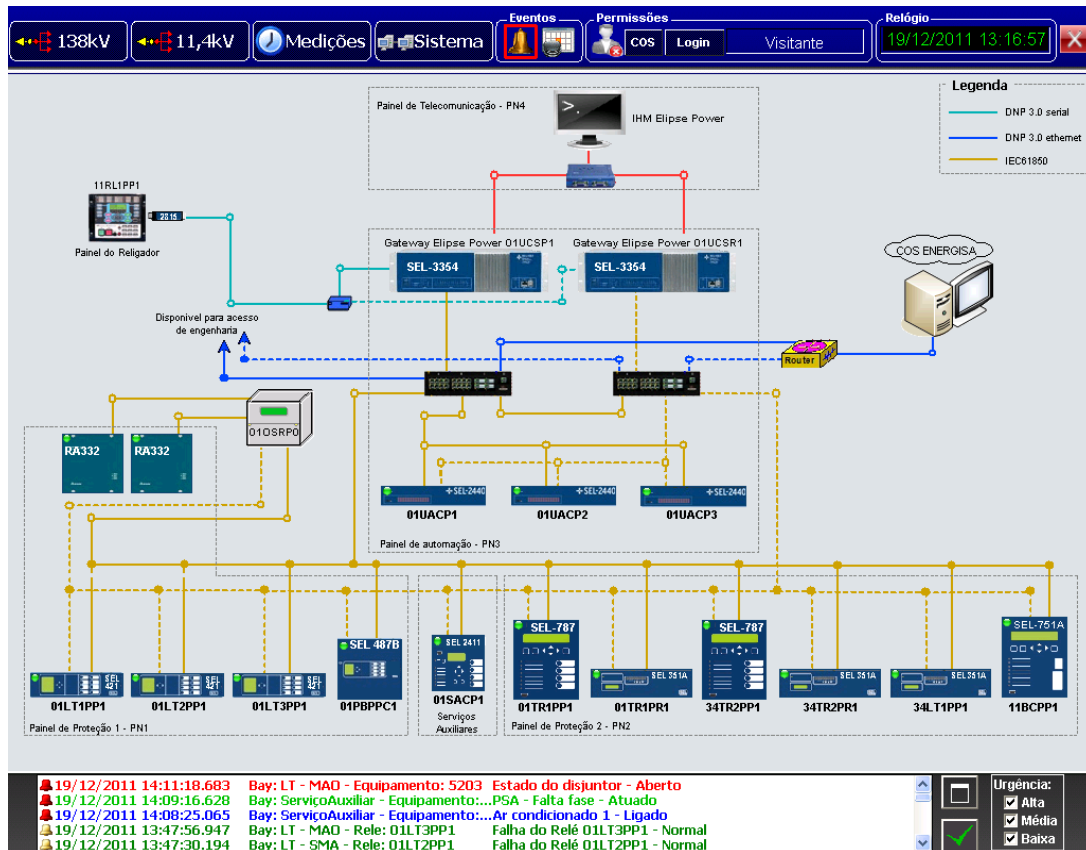 138kV
11,4kV
Medições
Sistema
Eventos
Permissões
COS
Login
Visitante
Relógio
19/12/2011 13:16:57
Legenda
DNP 3.0 serial
DNP 3.0 ethernet
IEC61850
Painel de Telecomunicação - PN4
IHM Elipse Power
11RL1PP1
2815
Painel do Religador
Gateway Elipse Power 01UCSP1
Gateway Elipse Power 01UCSR1
SEL-3354
SEL-3354
COS ENERGISA
Disponivel para acesso
de engenharia
Router
01OSRP0
RA332
RA332
SEL-2440
SEL-2440
SEL-2440
01UACP1
01UACP2
01UACP3
Painel de automação - PN3
SEL 421
SEL 421
SEL 421
SEL 487B
SEL 2411
SEL-787
SEL 351A
SEL-787
SEL 351A
SEL 351A
SEL-751A
01LT1PP1
01LT2PP1
01LT3PP1
01PBPPC1
01SACP1
01TR1PP1
01TR1PR1
34TR2PP1
34TR2PR1
34LT1PP1
11BCPP1
Painel de Proteção 1 - PN1
Serviços
Auxiliares
Painel de Proteção 2 - PN2
19/12/2011 14:11:18.683 Bay: LT - MAO - Equipamento: 5203 Estado do disjuntor - Aberto
19/12/2011 14:09:16.628 Bay: ServiçoAuxiliar - Equipamento:...PSA - Falta fase - Atuado
19/12/2011 14:08:25.065 Bay: ServiçoAuxiliar - Equipamento:...Ar condicionado 1 - Ligado
19/12/2011 13:47:56.947 Bay: LT - MAO - Rele: 01LT3PP1 Falha do Relé 01LT3PP1 - Normal
19/12/2011 13:47:30.194 Bay: LT - SMA - Rele: 01LT2PP1 Falha do Relé 01LT2PP1 - Normal
Urgência:
Alta
Média
Baixa